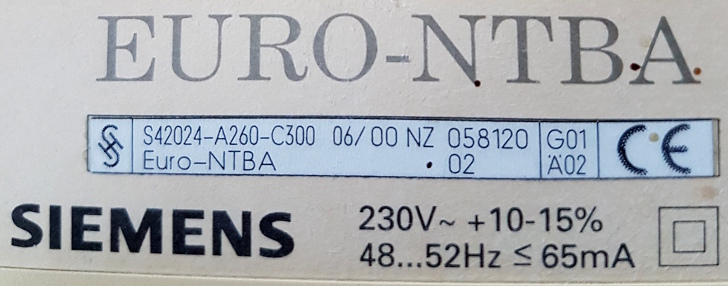 EURO-NTBA
S42024-A260-C300 06/00 NZ 058120 G01
Euro-NTBA 02 Ä02
CE
SIEMENS
230V~ +10-15%
48...52Hz ≤ 65mA